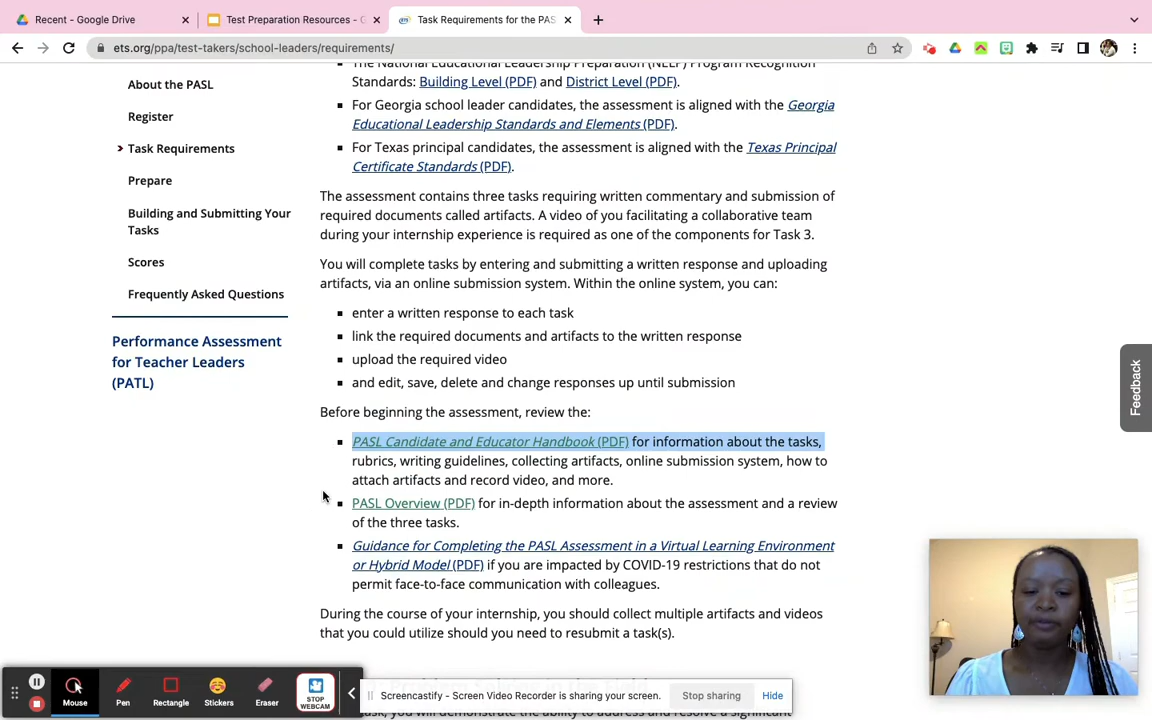 Recent - Google Drive
Test Preparation Resources - G
Task Requirements for the PAS
ets.org/ppa/test-takers/school-leaders/requirements/
About the PASL
Register
Task Requirements
Prepare
Building and Submitting Your
Tasks
Scores
Frequently Asked Questions
Performance Assessment
for Teacher Leaders
(PATL)
The National Educational Leadership Preparation (NELP) Program Recognition
Standards: Building Level (PDF) and District Level (PDF).
For Georgia school leader candidates, the assessment is aligned with the Georgia
Educational Leadership Standards and Elements (PDF).
For Texas principal candidates, the assessment is aligned with the Texas Principal
Certificate Standards (PDF).
The assessment contains three tasks requiring written commentary and submission of
required documents called artifacts. A video of you facilitating a collaborative team
during your internship experience is required as one of the components for Task 3.
You will complete tasks by entering and submitting a written response and uploading
artifacts, via an online submission system. Within the online system, you can:
enter a written response to each task
link the required documents and artifacts to the written response
upload the required video
and edit, save, delete and change responses up until submission
Before beginning the assessment, review the:
PASL Candidate and Educator Handbook (PDF) for information about the tasks,
rubrics, writing guidelines, collecting artifacts, online submission system, how to
attach artifacts and record video, and more.
PASL Overview (PDF) for in-depth information about the assessment and a review
of the three tasks.
Guidance for Completing the PASL Assessment in a Virtual Learning Environment
or Hybrid Model (PDF) if you are impacted by COVID-19 restrictions that do not
permit face-to-face communication with colleagues.
During the course of your internship, you should collect multiple artifacts and videos
that you could utilize should you need to resubmit a task(s).
task, you will demonstrate the ability to address and resolve a significant
Feedback
Mouse
Pen
Rectangle
Stickers
Eraser
STOP
WEBCAM
Screencastify - Screen Video Recorder is sharing your screen.
Stop sharing
Hide